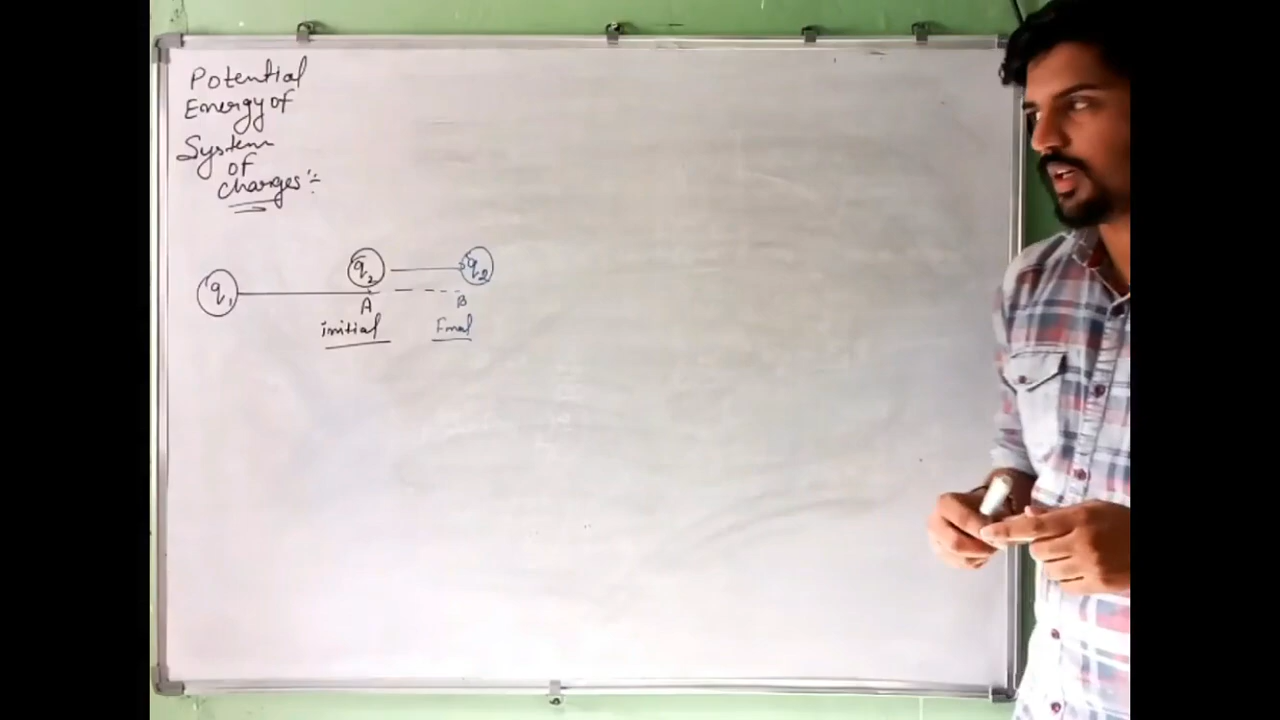 Potential
Energy of
System
of
charges :-
q₁ q₂ q₂
A B
initial Final